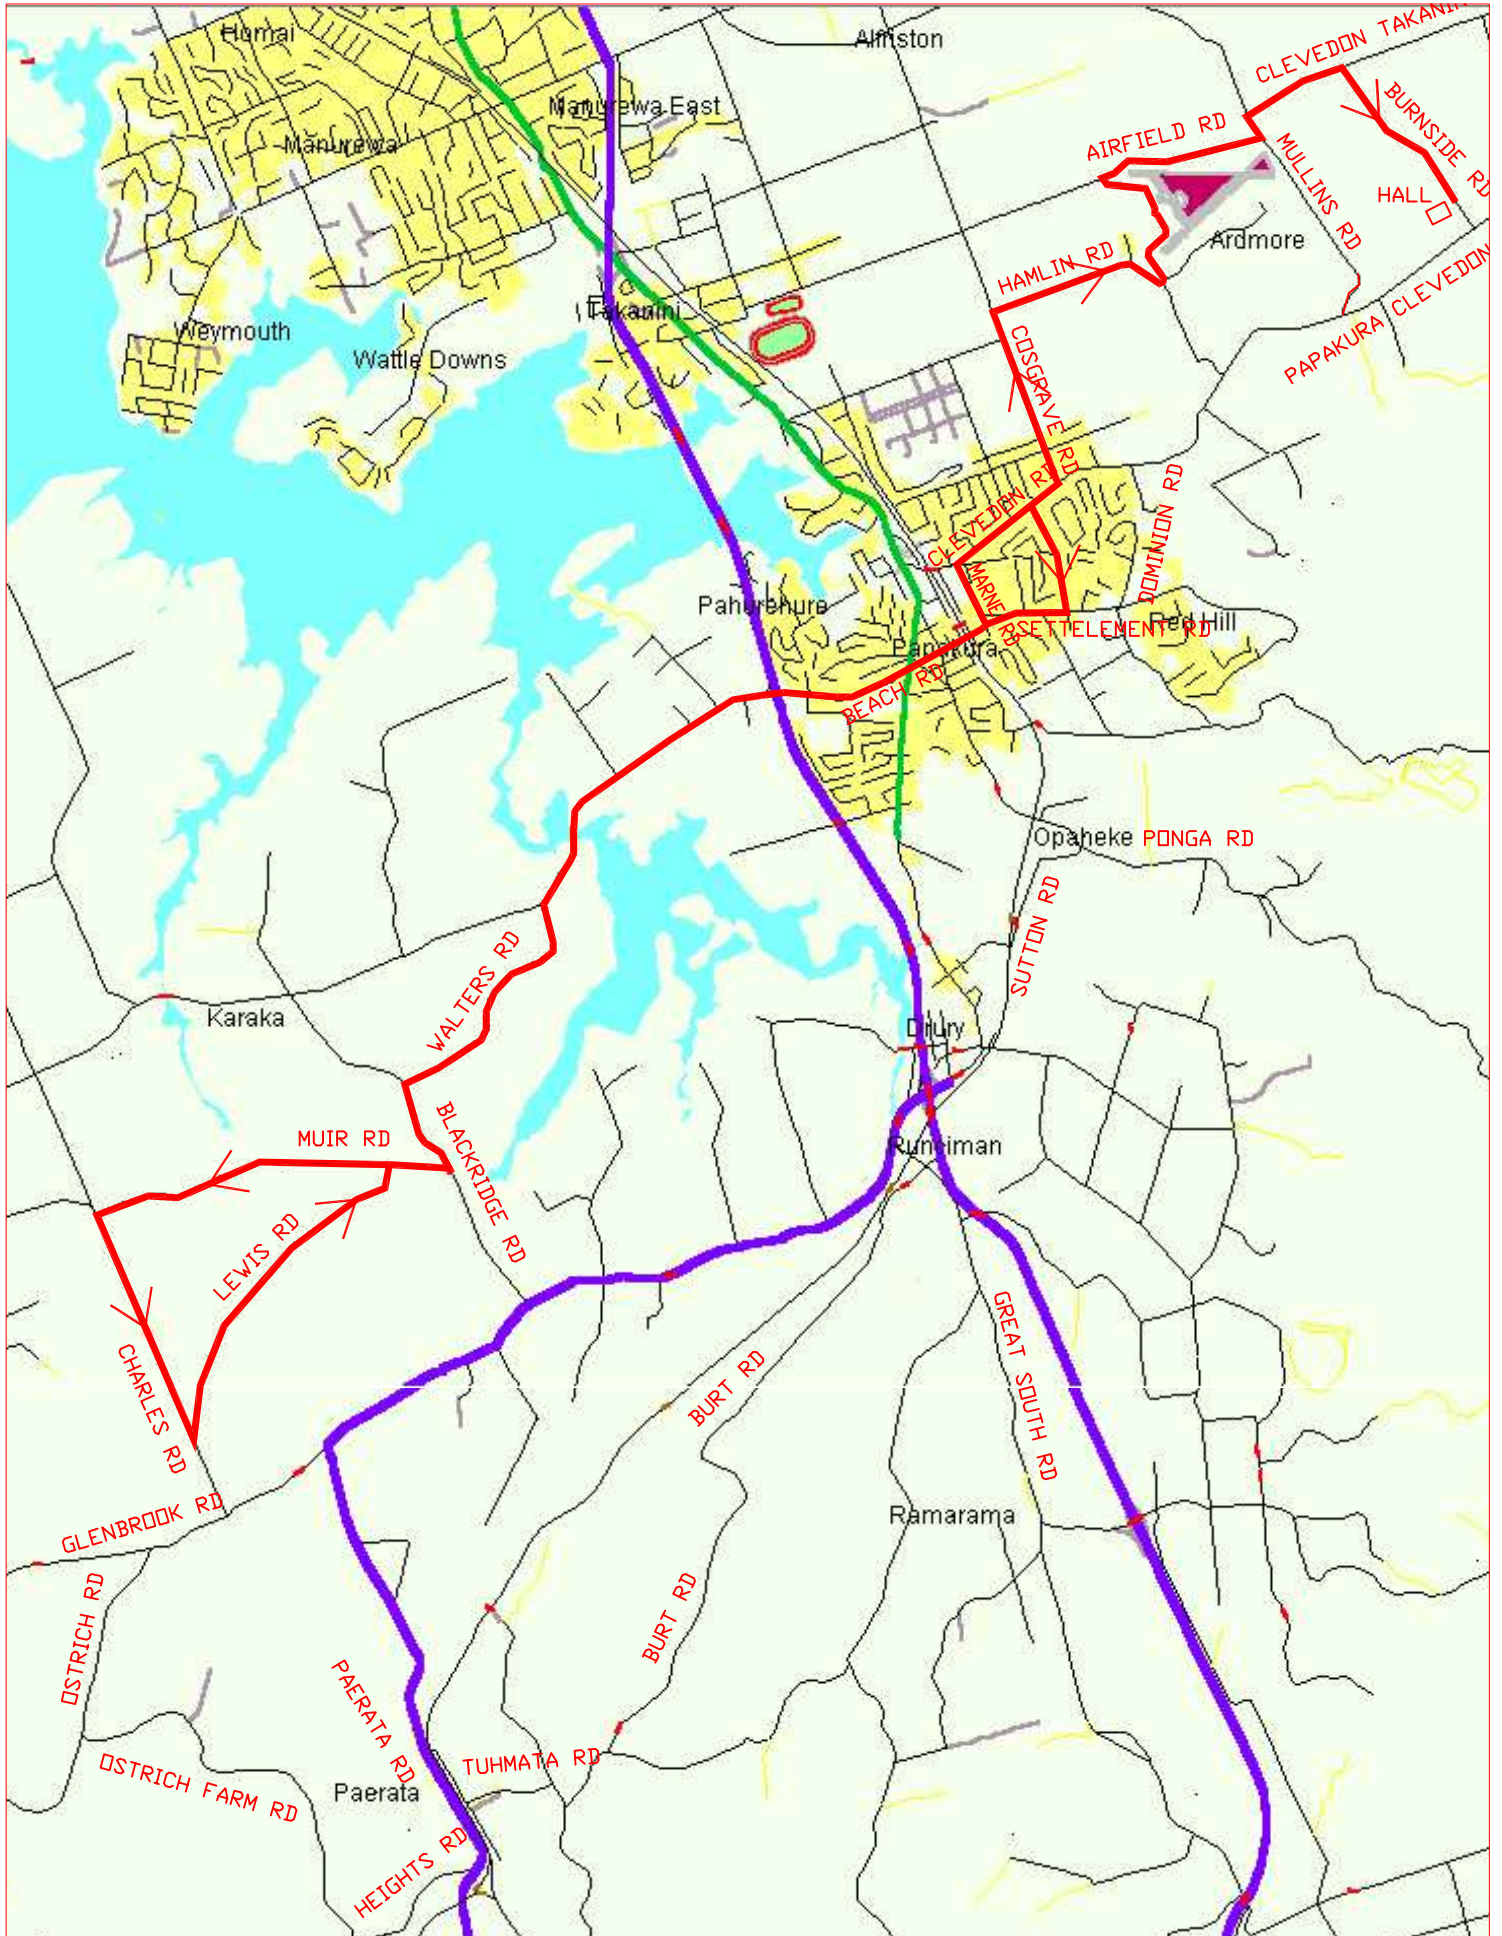 Homai
Alfriston
CLEVEDON TAKANIN
Manurewa East
BURNSIDE RD
Manurewa
AIRFIELD RD
MULLINS RD
HALL
Ardmore
HAMLIN RD
PAPAKURA CLEVEDON
Takanini
Weymouth
Wattle Downs
COSGRAVE RD
CLEVEDON RD
DOMINION RD
MARNE RD
Pahurehure
Red Hill
SETTELEMENT RD
Papakura
BEACH RD
Opaheke
PONGA RD
SUTTON RD
WALTERS RD
Karaka
Drury
BLACKRIDGE RD
MUIR RD
Runciman
LEWIS RD
GREAT SOUTH RD
CHARLES RD
BURT RD
GLENBROOK RD
Ramarama
OSTRICH RD
BURT RD
PAERATA RD
TUHMATA RD
OSTRICH FARM RD
Paerata
HEIGHTS RD